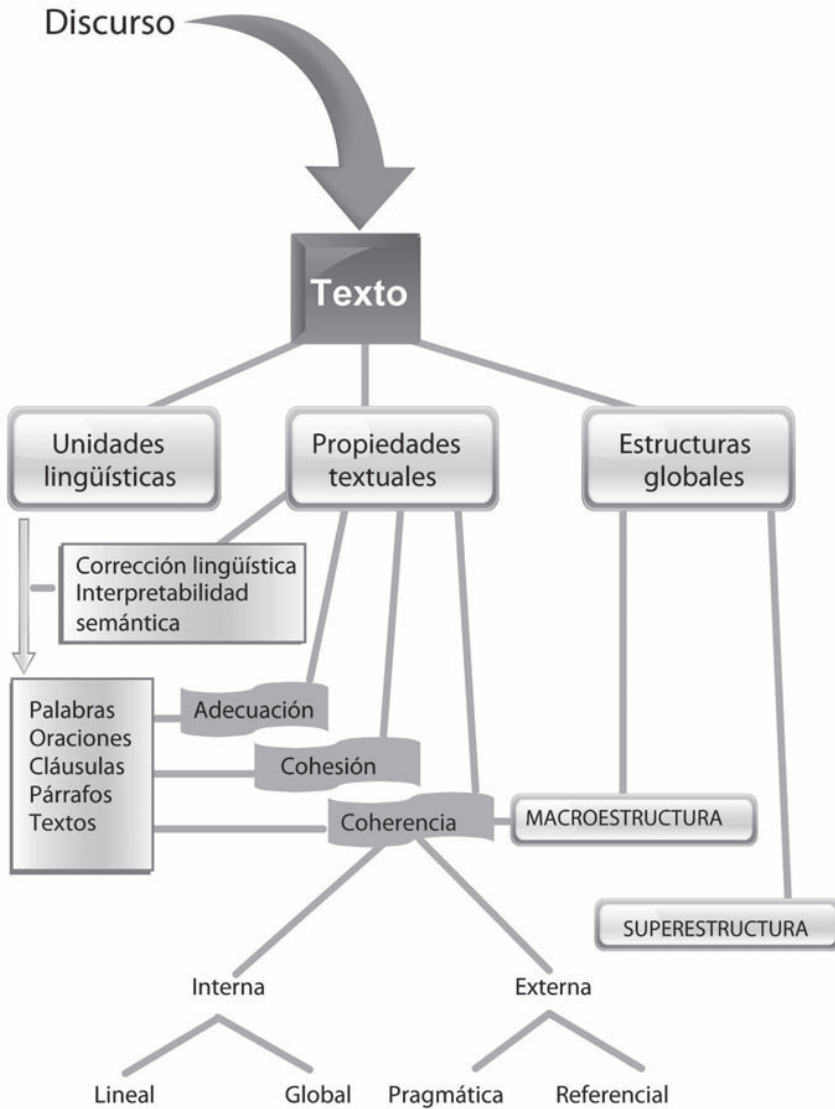 Discurso
Texto
Unidades
lingüísticas
Propiedades
textuales
Estructuras
globales
Corrección lingüística
Interpretabilidad
semántica
Palabras
Oraciones
Cláusulas
Párrafos
Textos
Adecuación
Cohesión
Coherencia
MACROESTRUCTURA
SUPERESTRUCTURA
Interna
Externa
Lineal
Global
Pragmática
Referencial